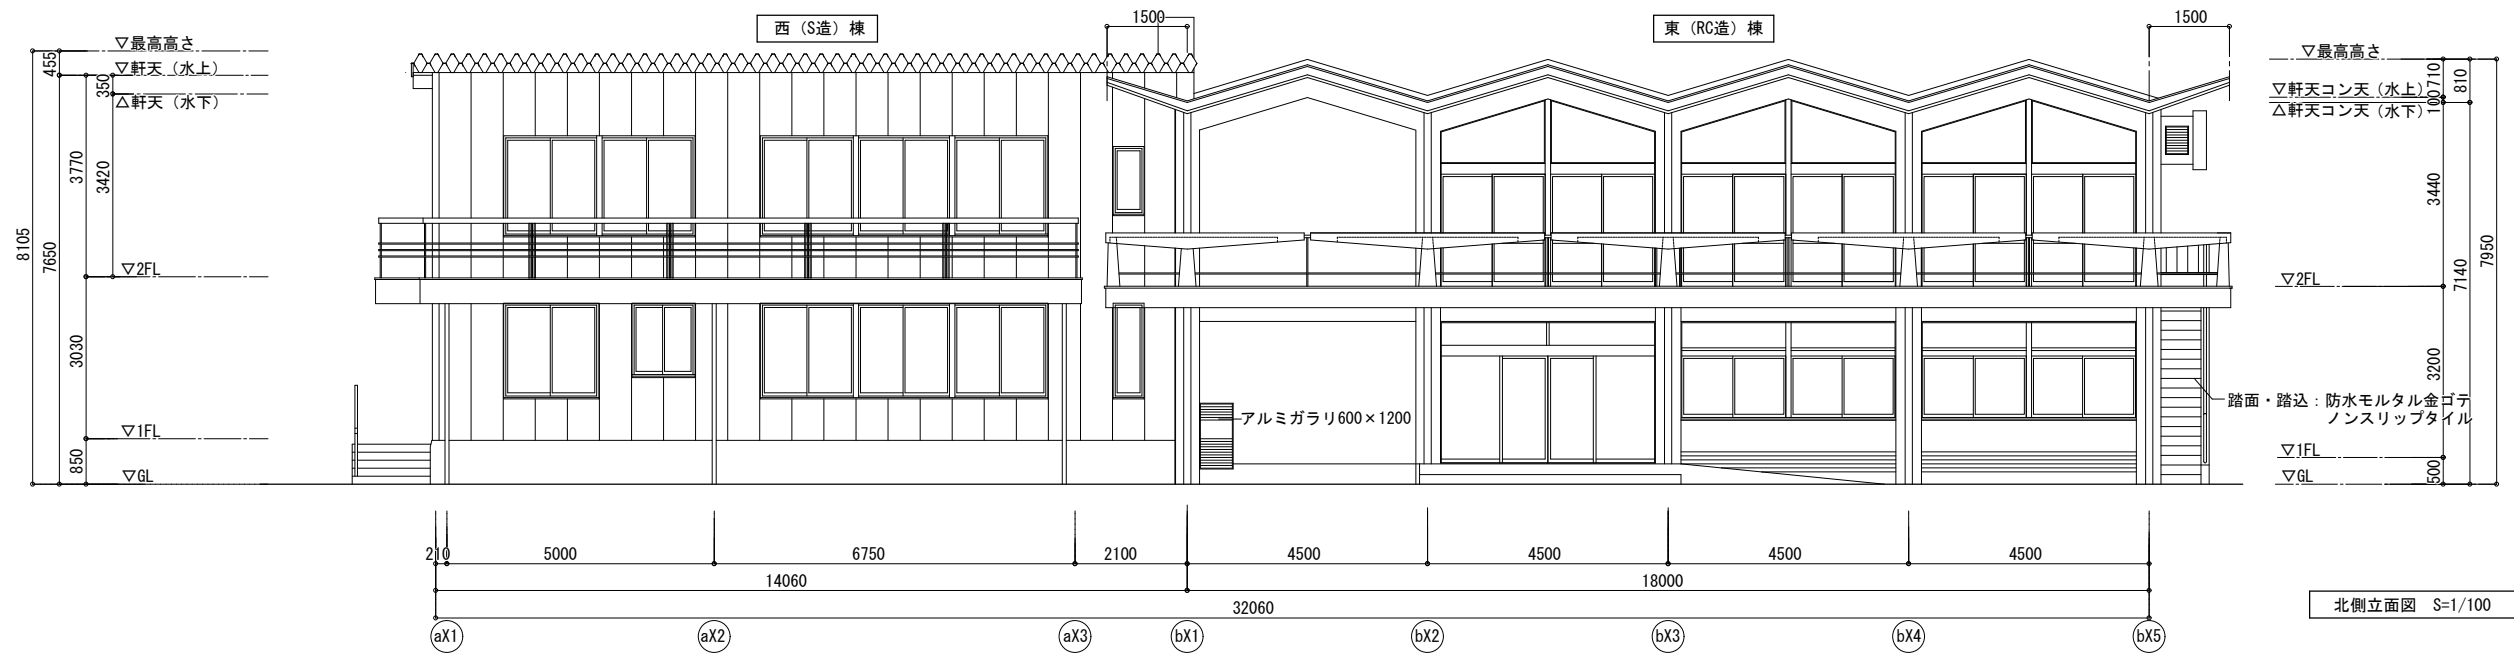 西（S造）棟
東（RC造）棟
1500
1500
▽最高高さ
▽軒天（水上）
△軒天（水下）
▽2FL
▽1FL
▽GL
455
350
3770
3420
8105
7650
3030
850
▽最高高さ
▽軒天コン天（水上）
△軒天コン天（水下）
▽2FL
▽1FL
▽GL
710
810
100
3440
7950
7140
3200
500
アルミガラリ600×1200
踏面・踏込：防水モルタル金ゴテ
ノンスリップタイル
210
5000
6750
2100
4500
4500
4500
4500
14060
18000
32060
aX1
aX2
aX3
bX1
bX2
bX3
bX4
bX5
北側立面図 S=1/100